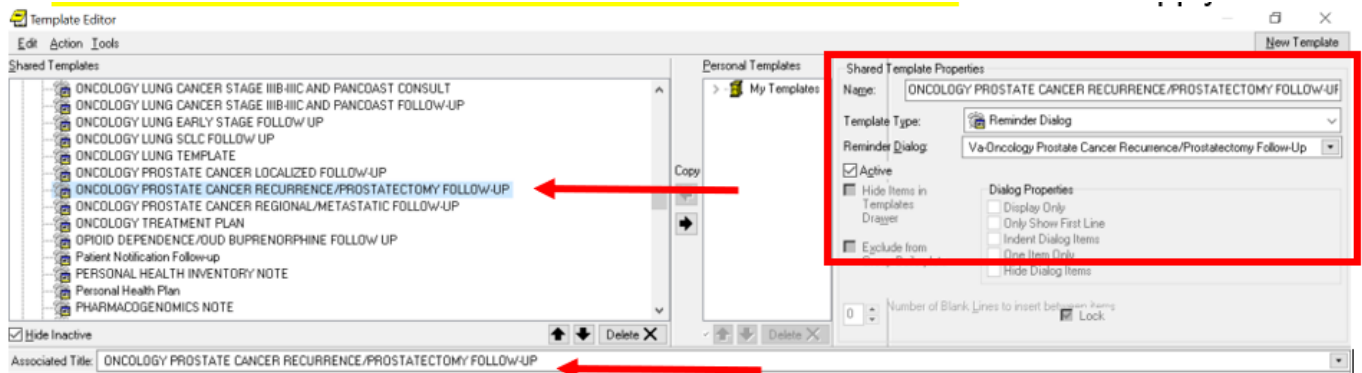 Template Editor
Edit Action Tools
New Template
Shared Templates
ONCOLOGY LUNG CANCER STAGE IIIB-IIIC AND PANCOAST CONSULT
ONCOLOGY LUNG CANCER STAGE IIIB-IIIC AND PANCOAST FOLLOW-UP
ONCOLOGY LUNG EARLY STAGE FOLLOW UP
ONCOLOGY LUNG SCLC FOLLOW UP
ONCOLOGY LUNG TEMPLATE
ONCOLOGY PROSTATE CANCER LOCALIZED FOLLOW-UP
ONCOLOGY PROSTATE CANCER RECURRENCE/PROSTATECTOMY FOLLOW-UP
ONCOLOGY PROSTATE CANCER REGIONAL/METASTATIC FOLLOW-UP
ONCOLOGY TREATMENT PLAN
OPIOID DEPENDENCE/OUD BUPRENORPHINE FOLLOW UP
Patient Notification Follow-up
PERSONAL HEALTH INVENTORY NOTE
Personal Health Plan
PHARMACOGENOMICS NOTE
Hide Inactive
Delete
Copy
Personal Templates
My Templates
Delete
Shared Template Properties
Name: ONCOLOGY PROSTATE CANCER RECURRENCE/PROSTATECTOMY FOLLOW-UP
Template Type: Reminder Dialog
Reminder Dialog: Va-Oncology Prostate Cancer Recurrence/Prostatectomy Follow-Up
Active
Hide Items in
Templates
Drawer
Exclude from
Dialog Properties
Display Only
Only Show First Line
Indent Dialog Items
One Item Only
Hide Dialog Items
0 Number of Blank Lines to insert between items
Lock
Associated Title: ONCOLOGY PROSTATE CANCER RECURRENCE/PROSTATECTOMY FOLLOW-UP